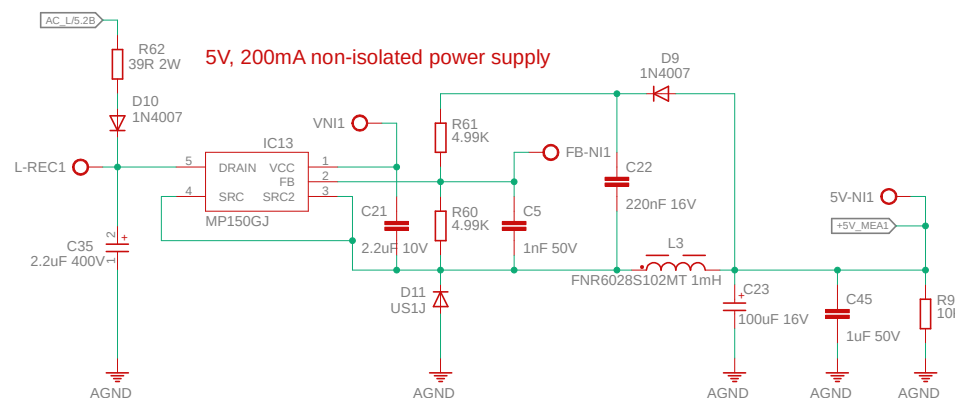 AC_L/5.2B
R62
39R 2W
5V, 200mA non-isolated power supply
D9
1N4007
D10
1N4007
VNI1
R61
4.99K
IC13
L-REC1
5 DRAIN VCC 1
FB 2
4 SRC SRC2 3
MP150GJ
FB-NI1
C22
220nF 16V
5V-NI1
+5V_MEA1
C21
2.2uF 10V
R60
4.99K
C5
1nF 50V
2
C35 +
2.2uF 400V
1
L3
FNR6028S102MT 1mH
D11
US1J
C23
+
100uF 16V
C45
1uF 50V
R9
AGND
AGND
AGND
AGND
AGND